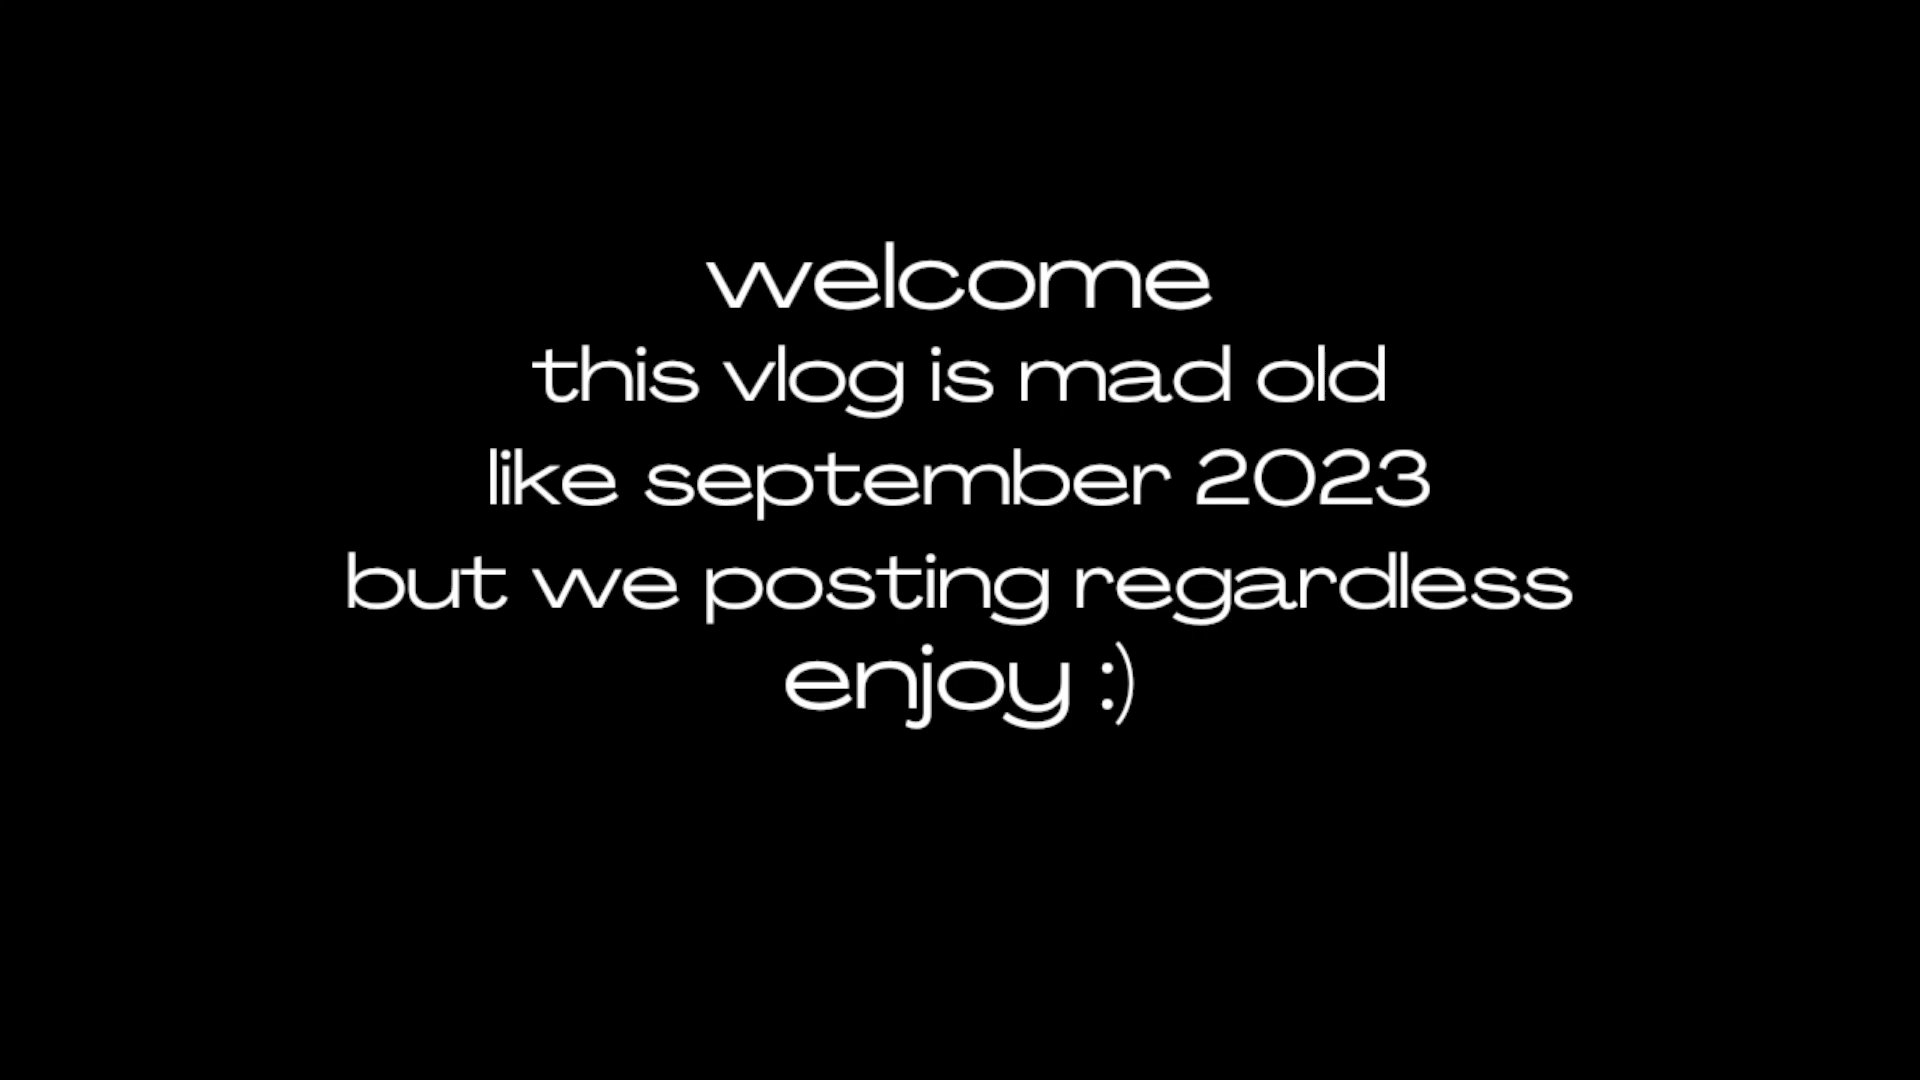 welcome
this vlog is mad old
like september 2023
but we posting regardless
enjoy :)